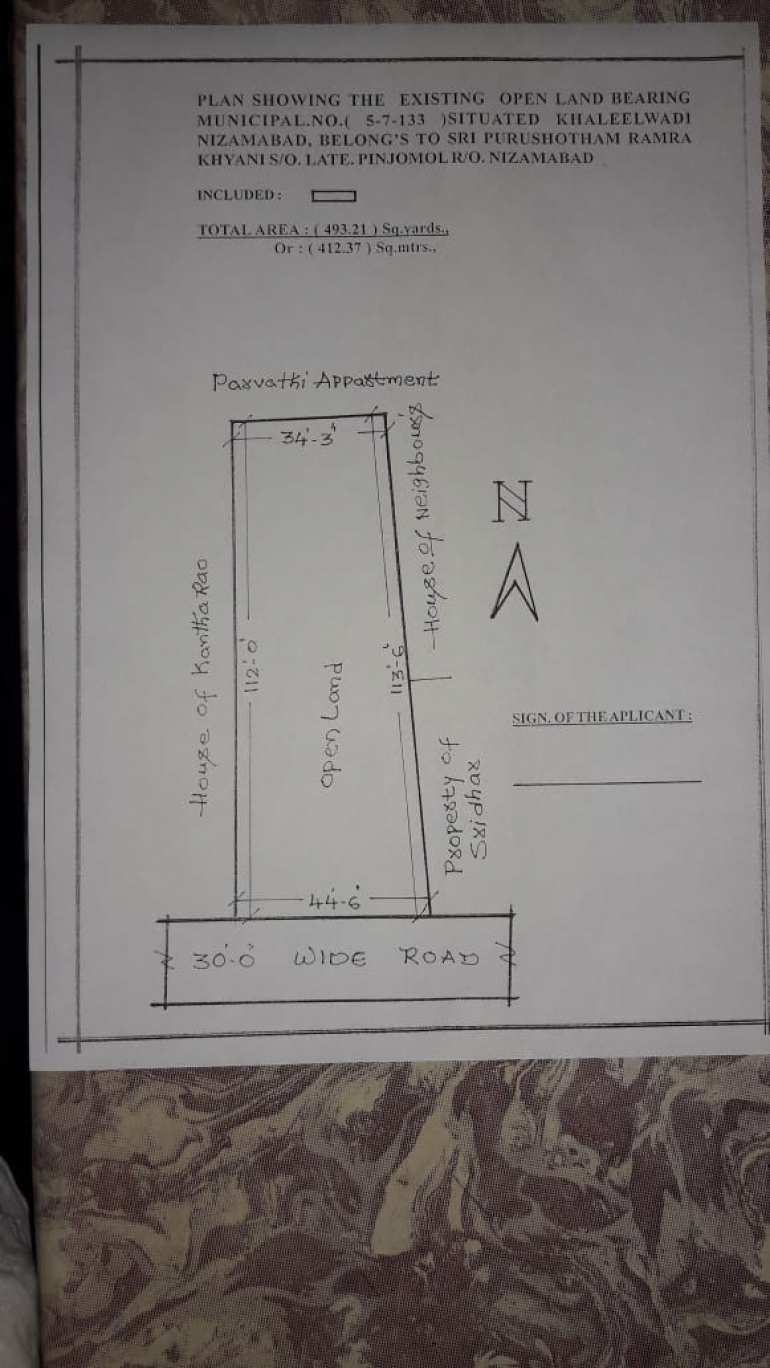 PLAN SHOWING THE EXISTING OPEN LAND BEARING
MUNICIPAL.NO.( 5-7-133 )SITUATED KHALEELWADI
NIZAMABAD, BELONG'S TO SRI PURUSHOTHAM RAMRA
KHYANI S/O. LATE. PINJOMOL R/O. NIZAMABAD
INCLUDED :
TOTAL AREA : ( 493.21 ) Sq.yards.,
Or : ( 412.37 ) Sq.mtrs.,
Parvathi Appartment
34'-3"
House of Neighbours
N
House of Kantha Rao
112'-0"
Open Land
113'-6"
SIGN. OF THE APLICANT :
Property of
Sridhar
44'-6"
30'-0" WIDE ROAD